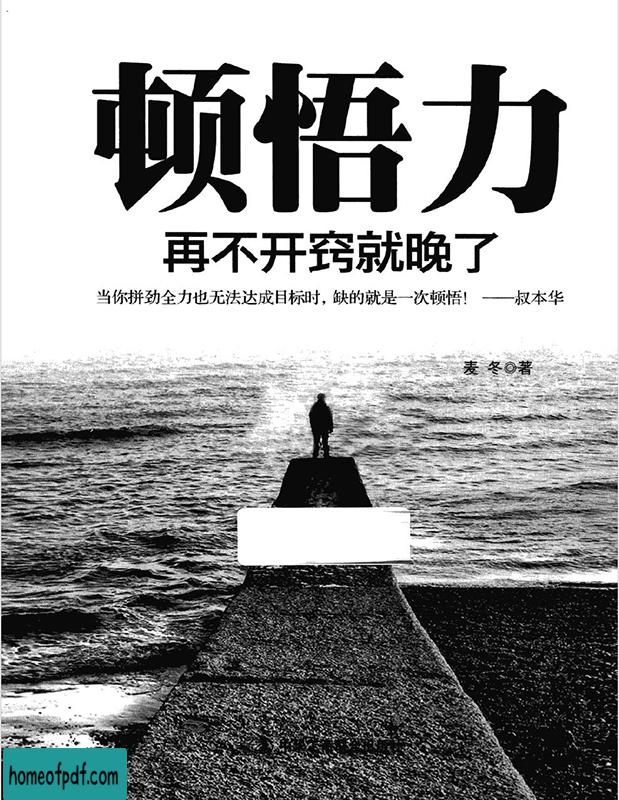 顿悟力
再不开窍就晚了
当你拼劲全力也无法达成目标时，缺的就是一次顿悟！ ——叔本华
麦 冬◎著
homeofpdf.com